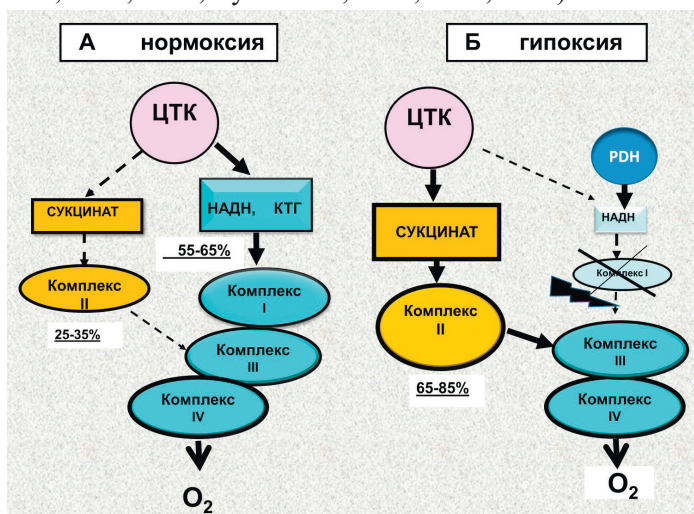 А нормоксия
ЦТК
СУКЦИНАТ
НАДН, КТГ
55-65%
Комплекс
II
Комплекс
I
25-35%
Комплекс
III
Комплекс
IV
O2
Б гипоксия
ЦТК
PDH
НАДН
СУКЦИНАТ
Комплекс I
Комплекс
II
65-85%
Комплекс
III
Комплекс
IV
O2